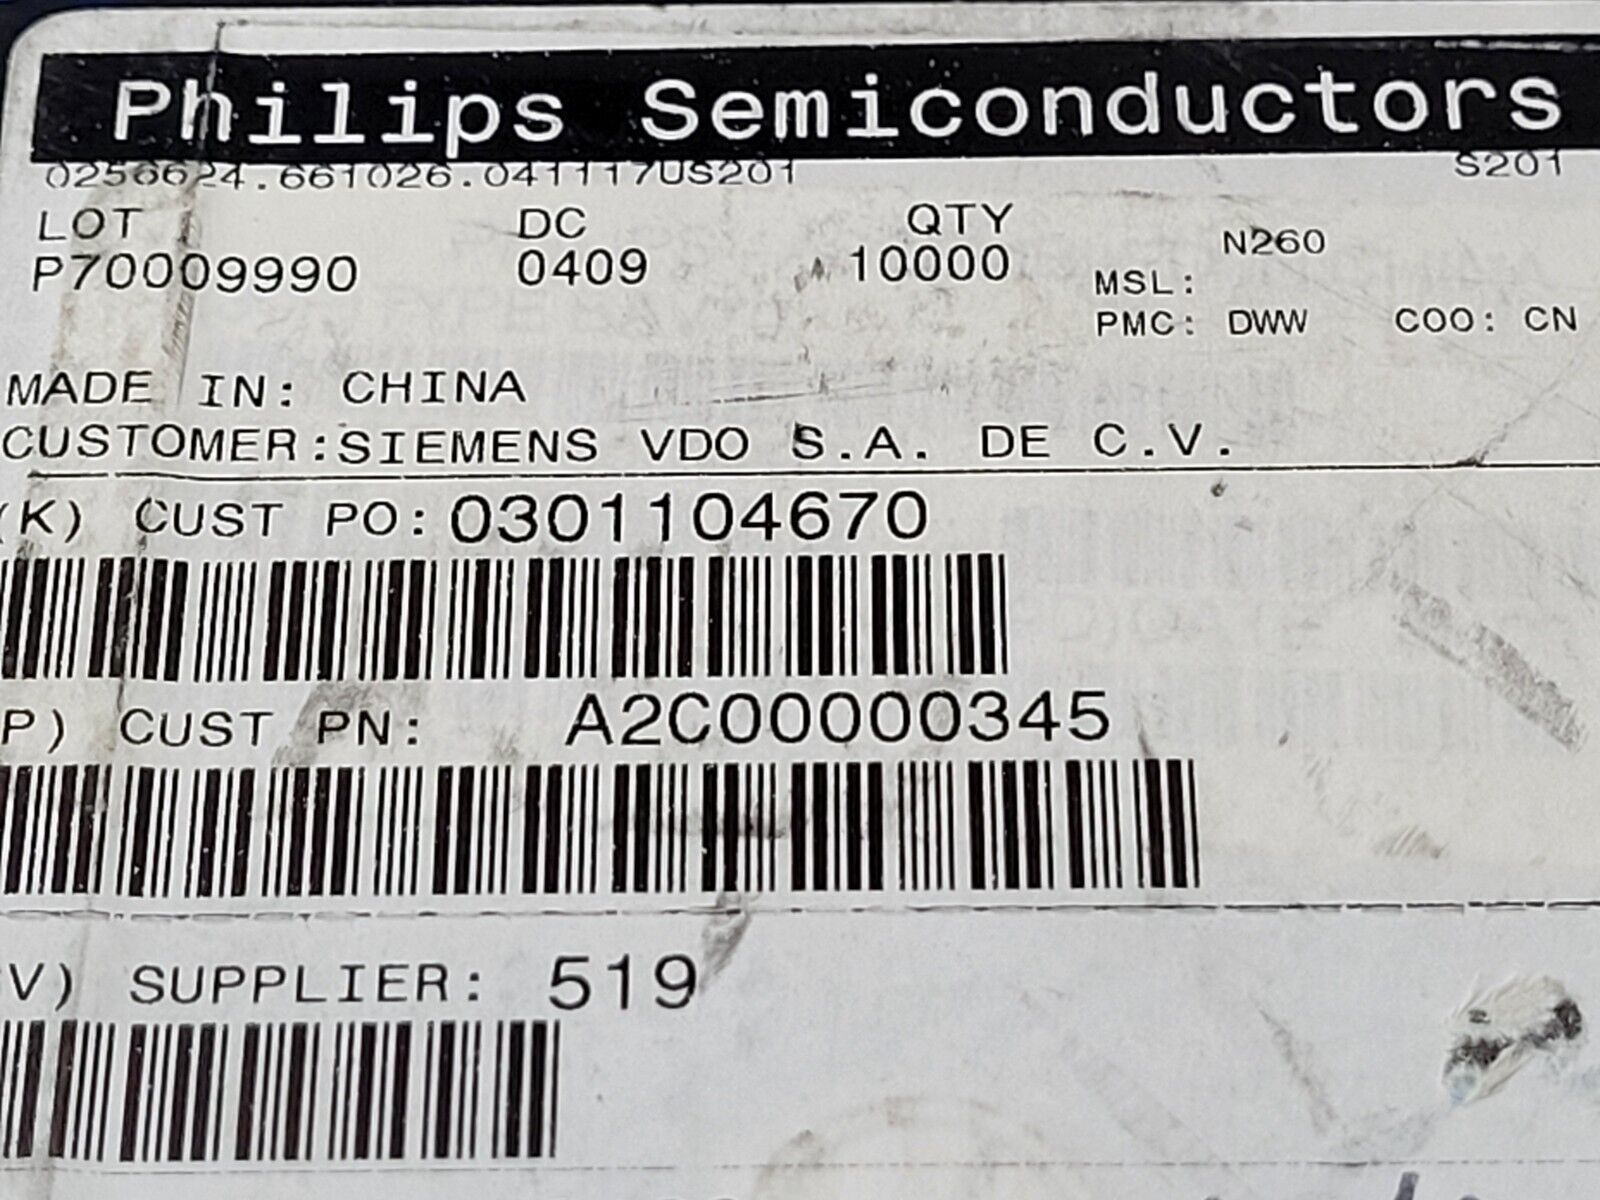 Philips Semiconductors
0256624.661026.041117US201 S201
LOT DC QTY N260
P70009990 0409 10000 MSL:
PMC: DWW COO: CN
MADE IN: CHINA
CUSTOMER:SIEMENS VDO S.A. DE C.V.
(K) CUST PO:0301104670
P) CUST PN: A2C00000345
V) SUPPLIER: 519